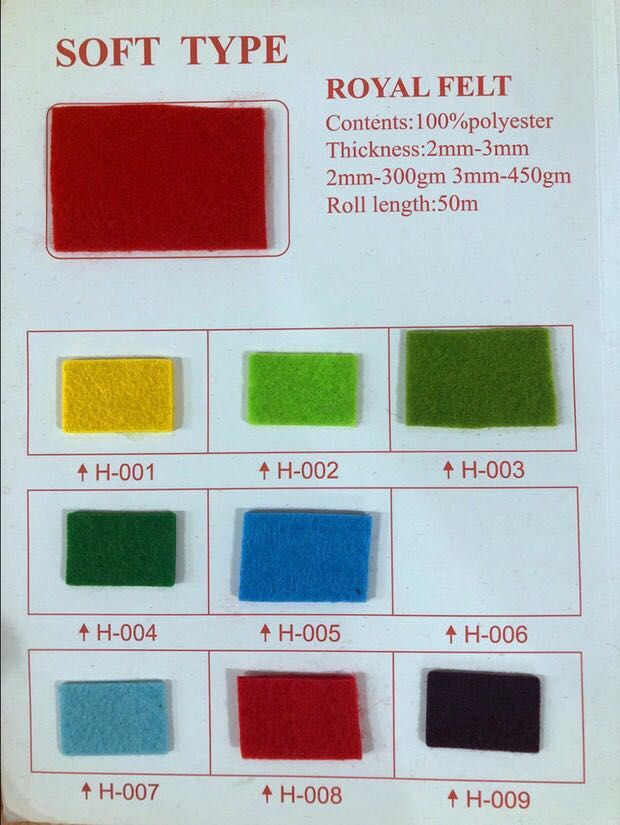 SOFT TYPE
ROYAL FELT
Contents:100%polyester
Thickness:2mm-3mm
2mm-300gm 3mm-450gm
Roll length:50m
↑ H-001
↑ H-002
↑ H-003
↑ H-004
↑ H-005
↑ H-006
↑ H-007
↑ H-008
↑ H-009